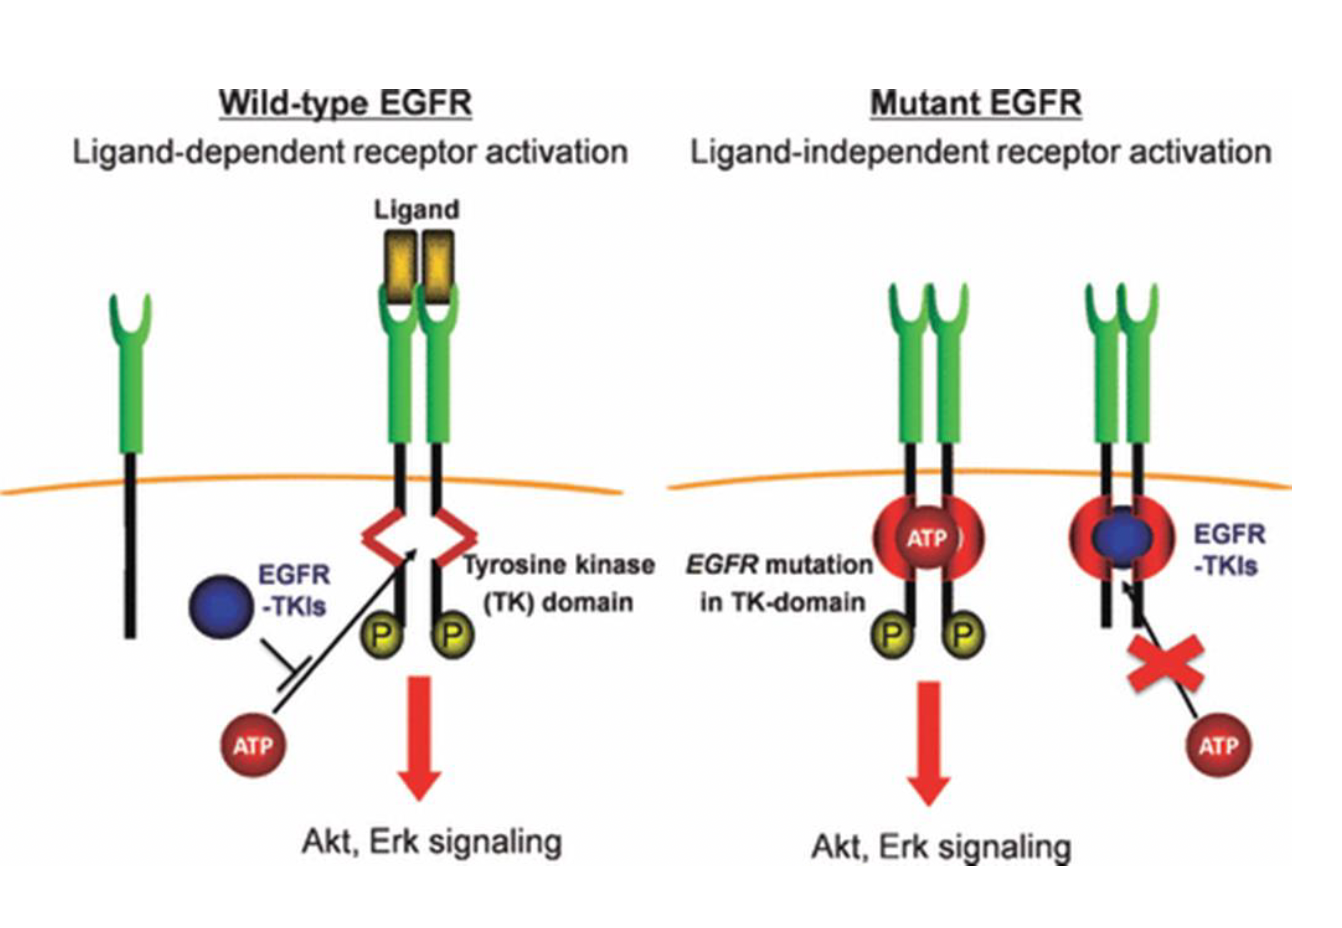 Wild-type EGFR
Ligand-dependent receptor activation
Ligand
EGFR
-TKIs
Tyrosine kinase
(TK) domain
P
P
ATP
Akt, Erk signaling
Mutant EGFR
Ligand-independent receptor activation
ATP
EGFR mutation
in TK-domain
P
P
EGFR
-TKIs
ATP
Akt, Erk signaling